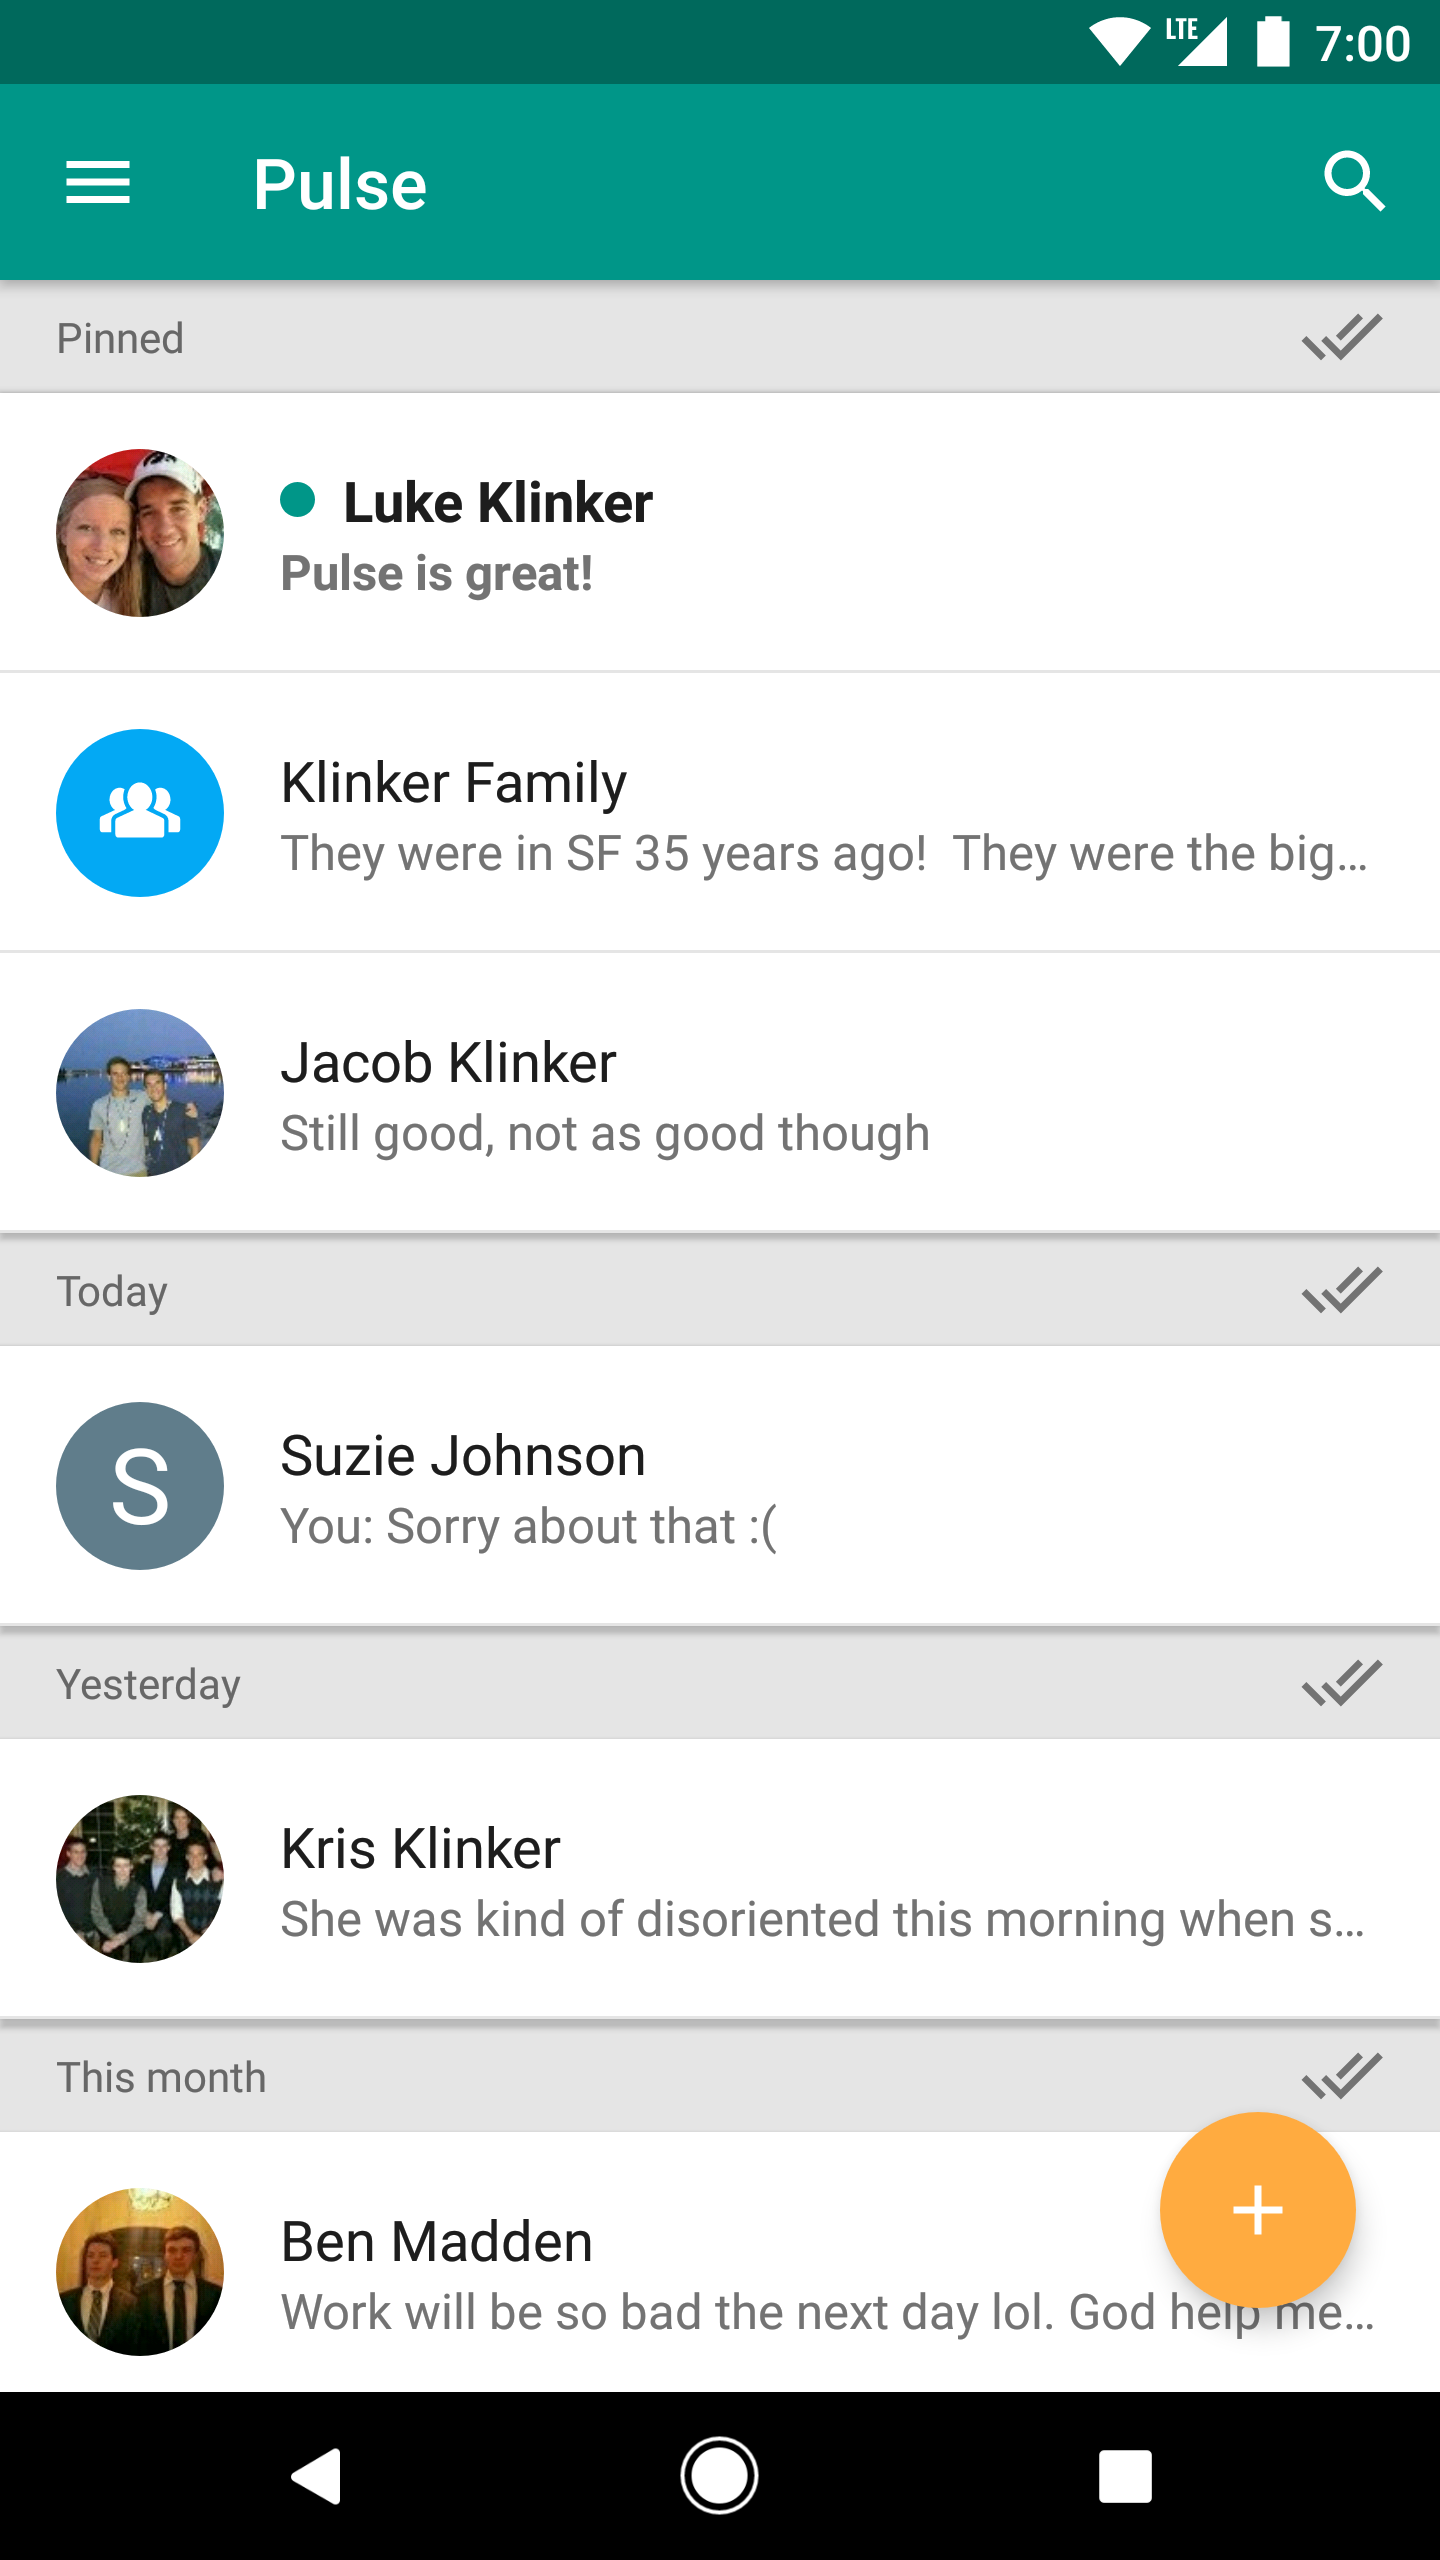 LTE 7:00
Pulse
Pinned
Luke Klinker
Pulse is great!
Klinker Family
They were in SF 35 years ago!  They were the big…
Jacob Klinker
Still good, not as good though
Today
S
Suzie Johnson
You: Sorry about that :(
Yesterday
Kris Klinker
She was kind of disoriented this morning when s…
This month
Ben Madden
Work will be so bad the next day lol. God help me…